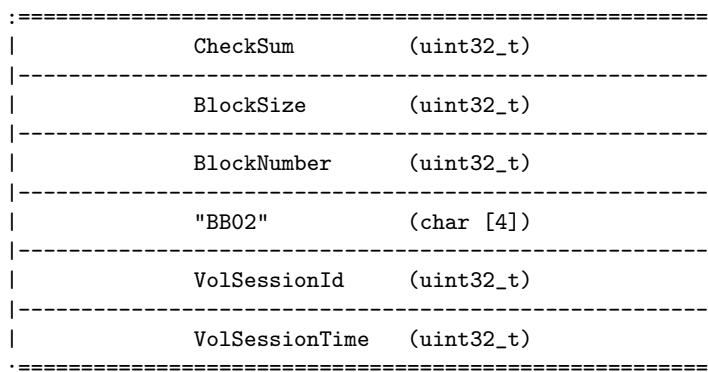 :=======================================================
| CheckSum (uint32_t)
|-------------------------------------------------------
| BlockSize (uint32_t)
|-------------------------------------------------------
| BlockNumber (uint32_t)
|-------------------------------------------------------
| "BB02" (char [4])
|-------------------------------------------------------
| VolSessionId (uint32_t)
|-------------------------------------------------------
| VolSessionTime (uint32_t)
:=======================================================